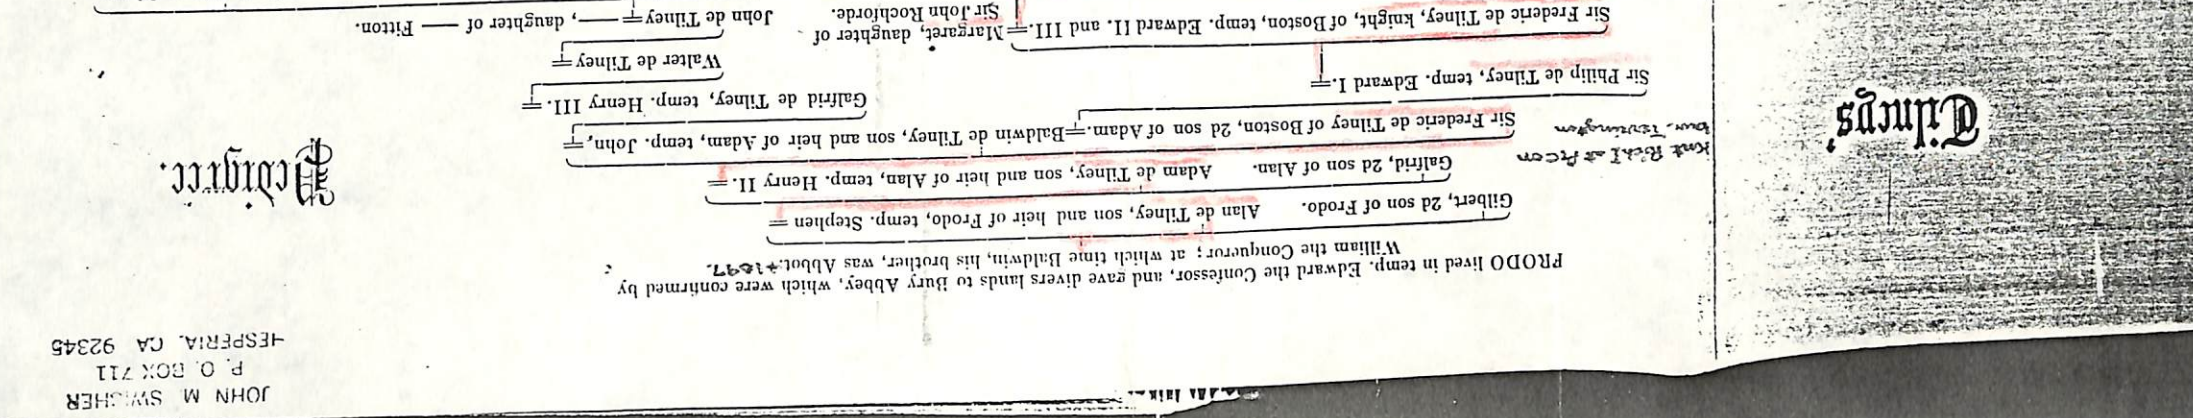 JOHN M SWISHER
P. O. BOX 711
HESPERIA, CA 92345
Tilneys'
Pedigree.
PRODO lived in temp. Edward the Confessor, and gave divers lands to Bury Abbey, which were confirmed by
William the Conqueror; at which time Baldwin, his brother, was Abbot. +1097.
Gilbert, 2d son of Frodo. Alan de Tilney, son and heir of Frodo, temp. Stephen =
Galfrid, 2d son of Alan. Adam de Tilney, son and heir of Alan, temp. Henry II. =
Knt Rich I at Acon
Terrington
Sir Frederic de Tilney of Boston, 2d son of Adam.=Baldwin de Tilney, son and heir of Adam, temp. John,=
Galfrid de Tilney, temp. Henry III. =
Sir Philip de Tilney, temp. Edward I.=
Walter de Tilney =
Sir Frederic de Tilney, knight, of Boston, temp. Edward II. and III.=Margaret, daughter of
Sir John Rochforde.
John de Tilney=——, daughter of —— Fitton.